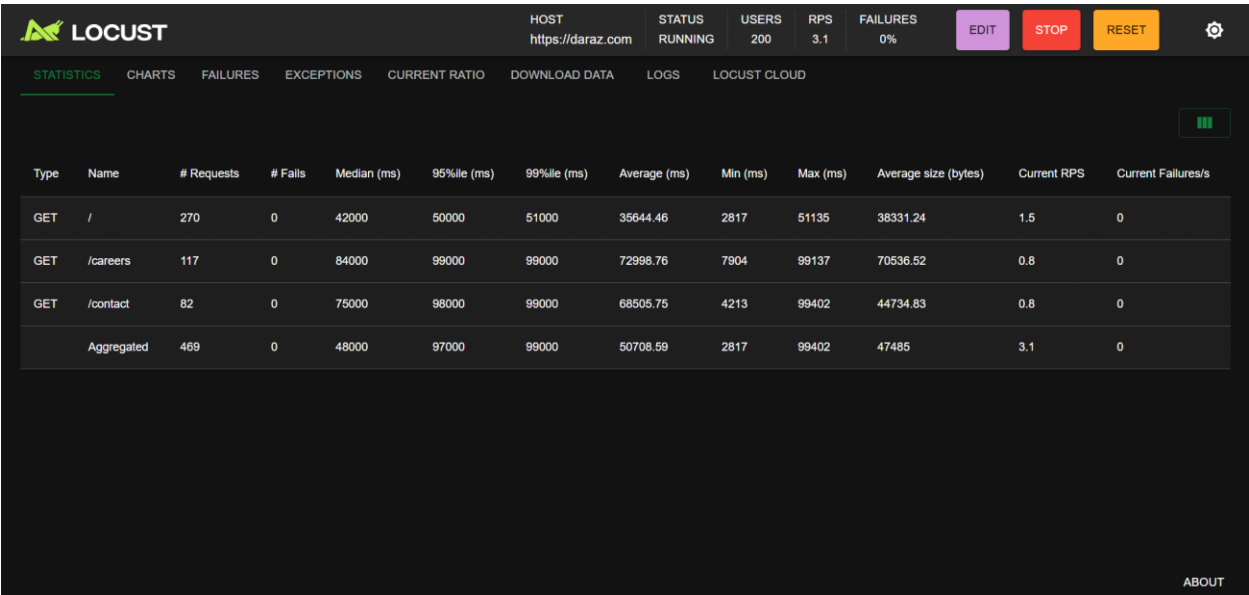 LOCUST
HOST STATUS USERS RPS FAILURES
https://daraz.com RUNNING 200 3.1 0%
EDIT STOP RESET
STATISTICS CHARTS FAILURES EXCEPTIONS CURRENT RATIO DOWNLOAD DATA LOGS LOCUST CLOUD
Type Name # Requests # Fails Median (ms) 95%ile (ms) 99%ile (ms) Average (ms) Min (ms) Max (ms) Average size (bytes) Current RPS Current Failures/s
GET / 270 0 42000 50000 51000 35644.46 2817 51135 38331.24 1.5 0
GET /careers 117 0 84000 99000 99000 72998.76 7904 99137 70536.52 0.8 0
GET /contact 82 0 75000 98000 99000 68505.75 4213 99402 44734.83 0.8 0
Aggregated 469 0 48000 97000 99000 50708.59 2817 99402 47485 3.1 0
ABOUT